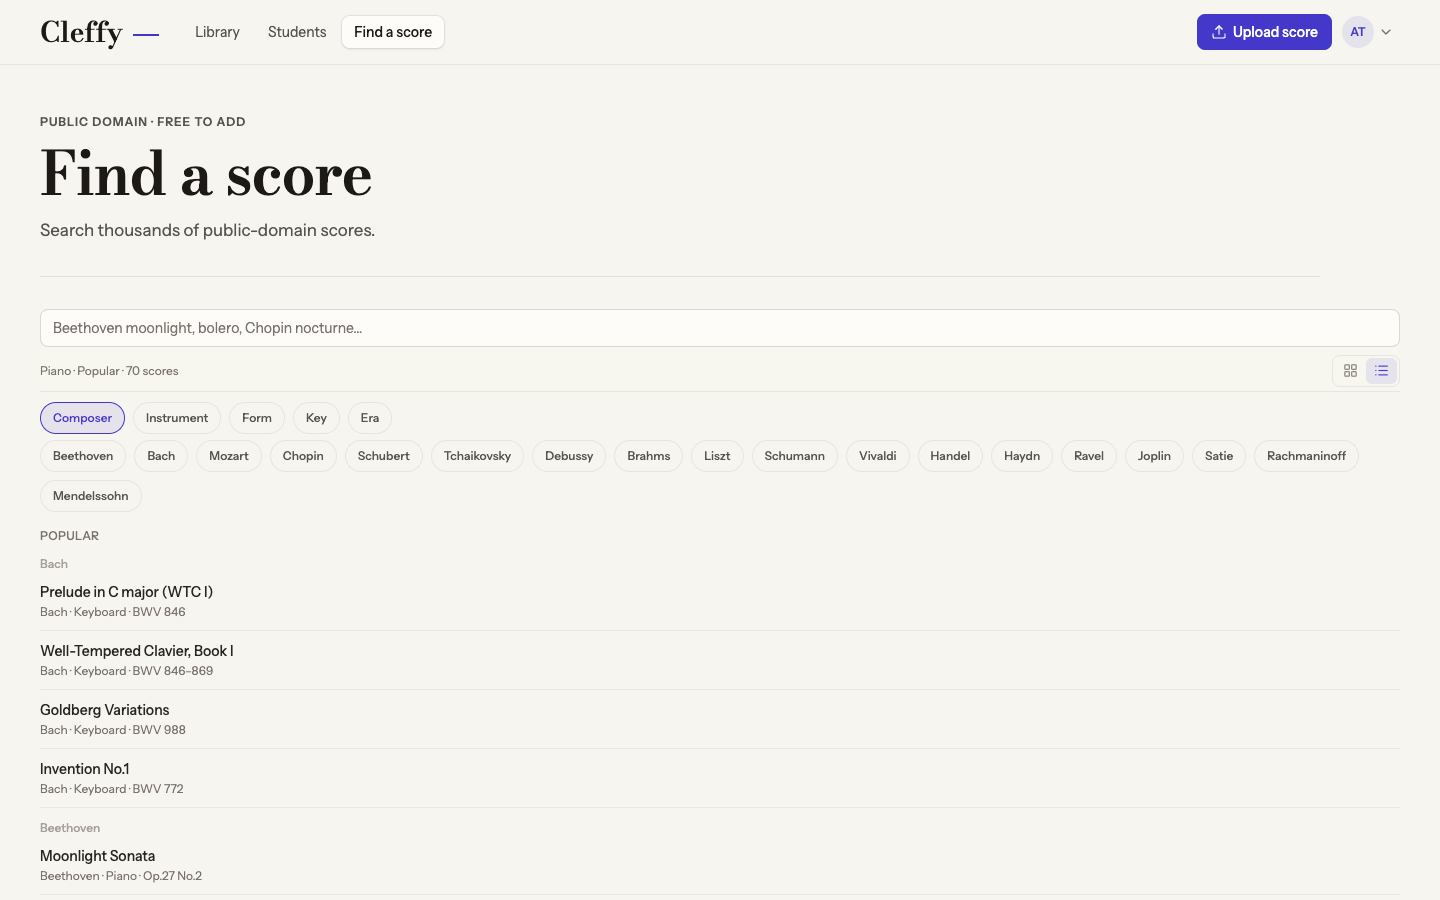 Cleffy
Library Students Find a score
Upload score AT
PUBLIC DOMAIN · FREE TO ADD
Find a score
Search thousands of public-domain scores.
Beethoven moonlight, bolero, Chopin nocturne...
Piano · Popular · 70 scores
Composer Instrument Form Key Era
Beethoven Bach Mozart Chopin Schubert Tchaikovsky Debussy Brahms Liszt Schumann Vivaldi Handel Haydn Ravel Joplin Satie Rachmaninoff
Mendelssohn
POPULAR
Bach
Prelude in C major (WTC I)
Bach · Keyboard · BWV 846
Well-Tempered Clavier, Book I
Bach · Keyboard · BWV 846–869
Goldberg Variations
Bach · Keyboard · BWV 988
Invention No.1
Bach · Keyboard · BWV 772
Beethoven
Moonlight Sonata
Beethoven · Piano · Op.27 No.2